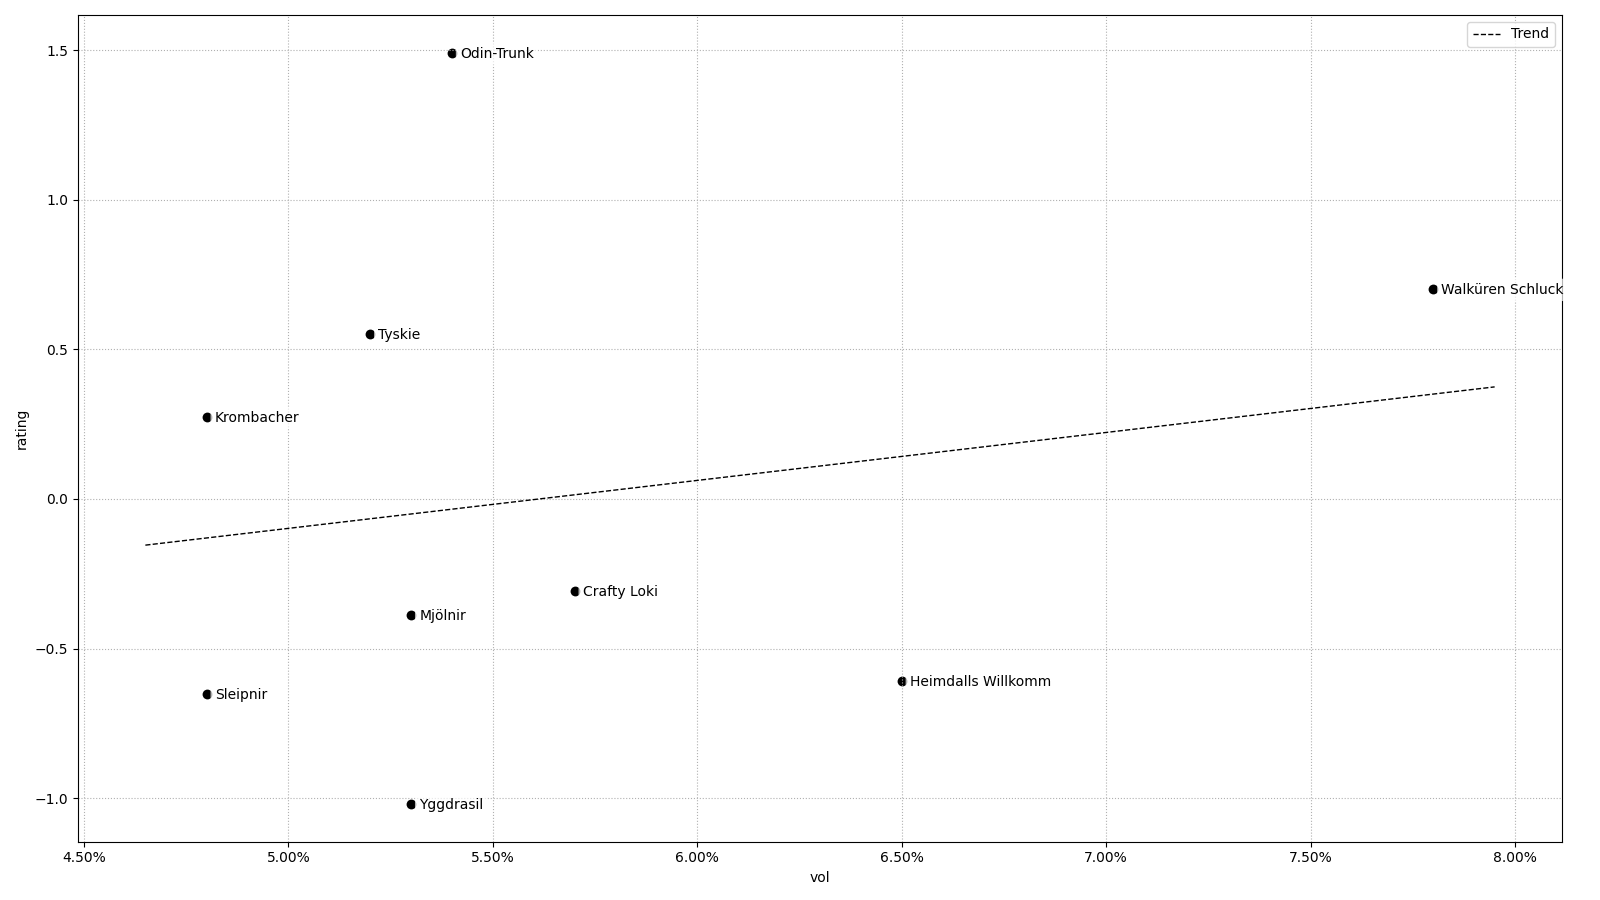 Trend
1.5
1.0
0.5
0.0
−0.5
−1.0
rating
Odin-Trunk
Walküren Schluck
Tyskie
Krombacher
Crafty Loki
Mjölnir
Heimdalls Willkomm
Sleipnir
Yggdrasil
4.50% 5.00% 5.50% 6.00% 6.50% 7.00% 7.50% 8.00%
vol